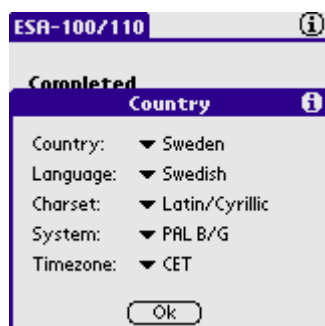 ESA-100/110
Completed
Country
Country: Sweden
Language: Swedish
Charset: Latin/Cyrillic
System: PAL B/G
Timezone: CET
Ok